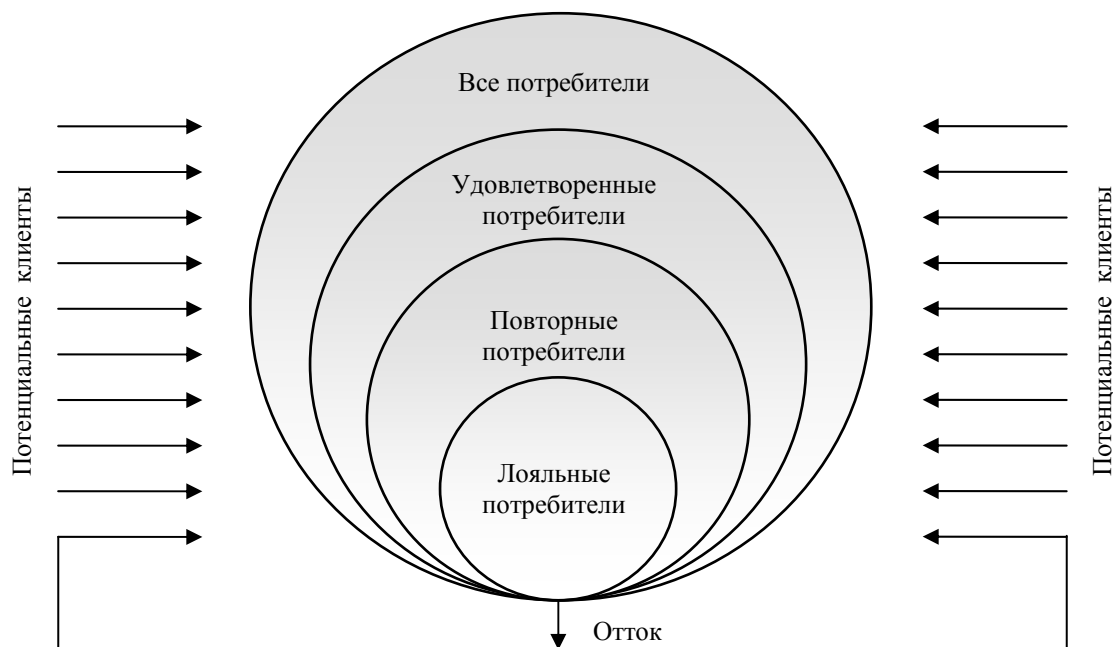 Все потребители
Удовлетворенные
потребители
Повторные
потребители
Лояльные
потребители
Потенциальные клиенты
Потенциальные клиенты
Отток